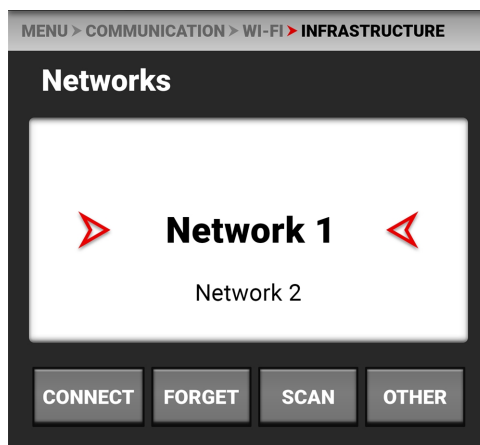 MENU > COMMUNICATION > WI-FI > INFRASTRUCTURE
Networks
Network 1
Network 2
CONNECT FORGET SCAN OTHER